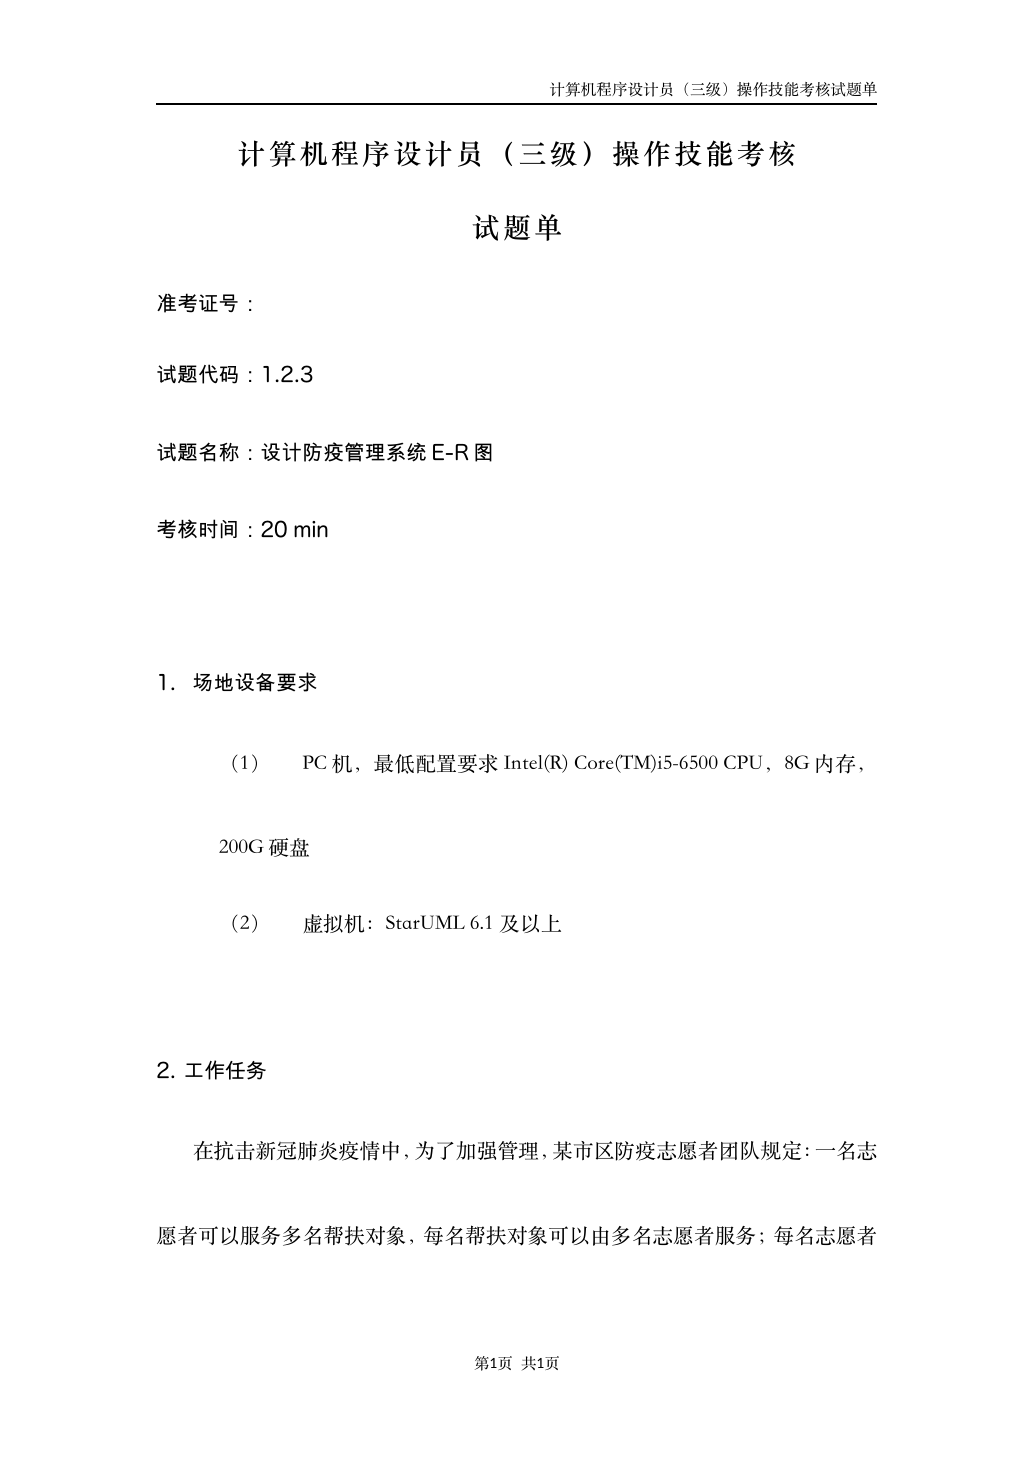 计算机程序设计员（三级）操作技能考核试题单
计算机程序设计员（三级）操作技能考核
试题单
准考证号：
试题代码：1.2.3
试题名称：设计防疫管理系统 E-R 图
考核时间：20 min
1. 场地设备要求
（1） PC 机，最低配置要求 Intel(R) Core(TM)i5-6500 CPU，8G 内存，
200G 硬盘
（2） 虚拟机：StarUML 6.1 及以上
2. 工作任务
在抗击新冠肺炎疫情中，为了加强管理，某市区防疫志愿者团队规定：一名志
愿者可以服务多名帮扶对象，每名帮扶对象可以由多名志愿者服务；每名志愿者
第1页 共1页